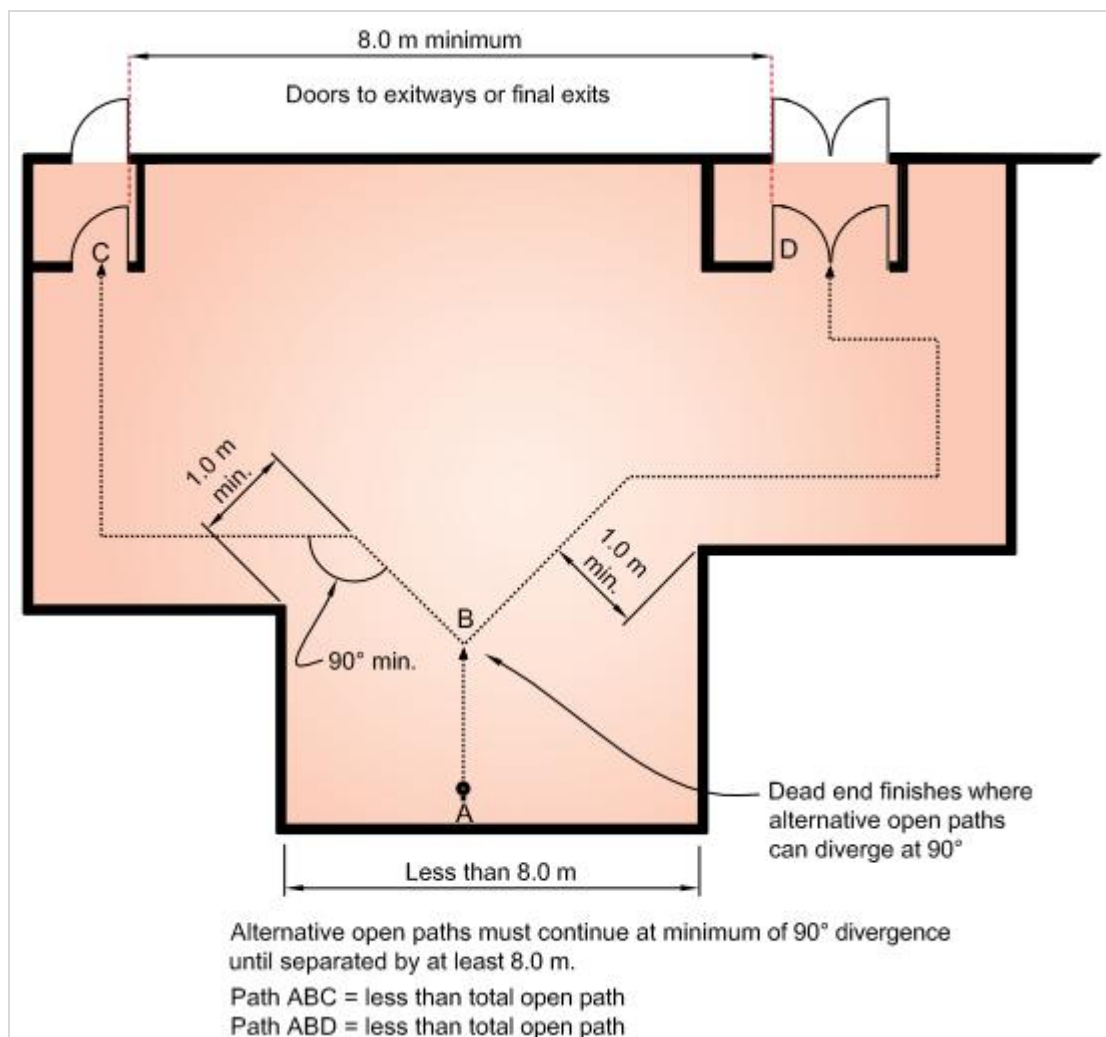 8.0 m minimum
Doors to exitways or final exits
C
D
1.0 m
min.
1.0 m
min.
B
90° min.
A
Dead end finishes where
alternative open paths
can diverge at 90°
Less than 8.0 m
Alternative open paths must continue at minimum of 90° divergence
until separated by at least 8.0 m.
Path ABC = less than total open path
Path ABD = less than total open path